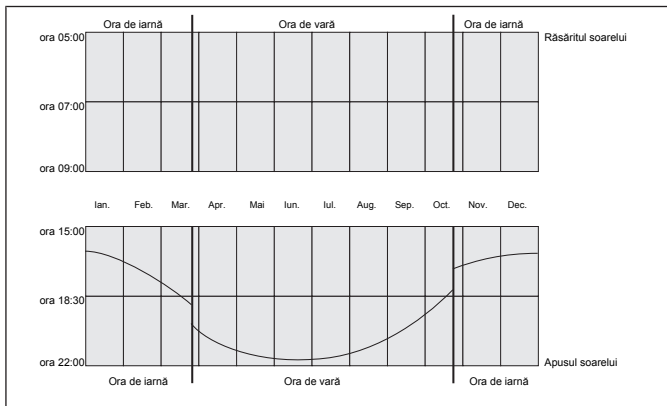 Ora de iarnă Ora de vară Ora de iarnă
ora 05:00 Răsăritul soarelui
ora 07:00
ora 09:00
Ian. Feb. Mar. Apr. Mai Iun. Iul. Aug. Sep. Oct. Nov. Dec.
ora 15:00
ora 18:30
ora 22:00 Apusul soarelui
Ora de iarnă Ora de vară Ora de iarnă